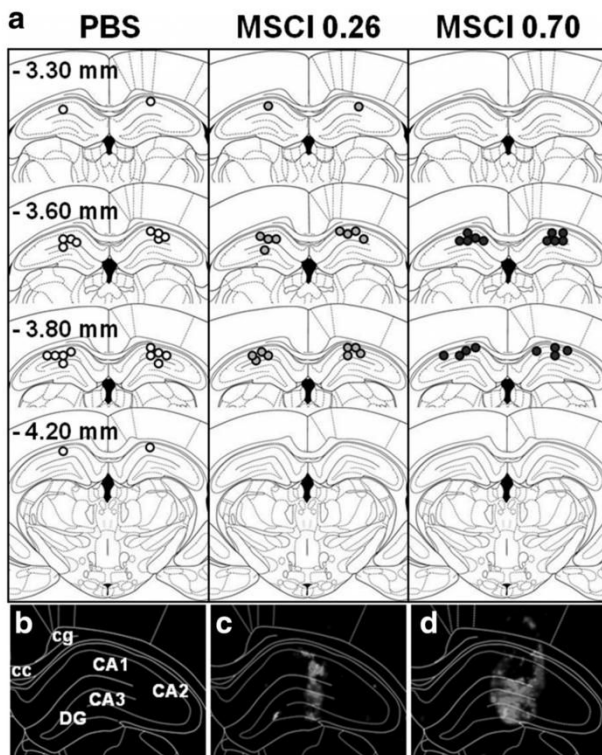 a
PBS MSCI 0.26 MSCI 0.70
- 3.30 mm
- 3.60 mm
- 3.80 mm
- 4.20 mm
b c d
cg
cc CA1
CA3 CA2
DG